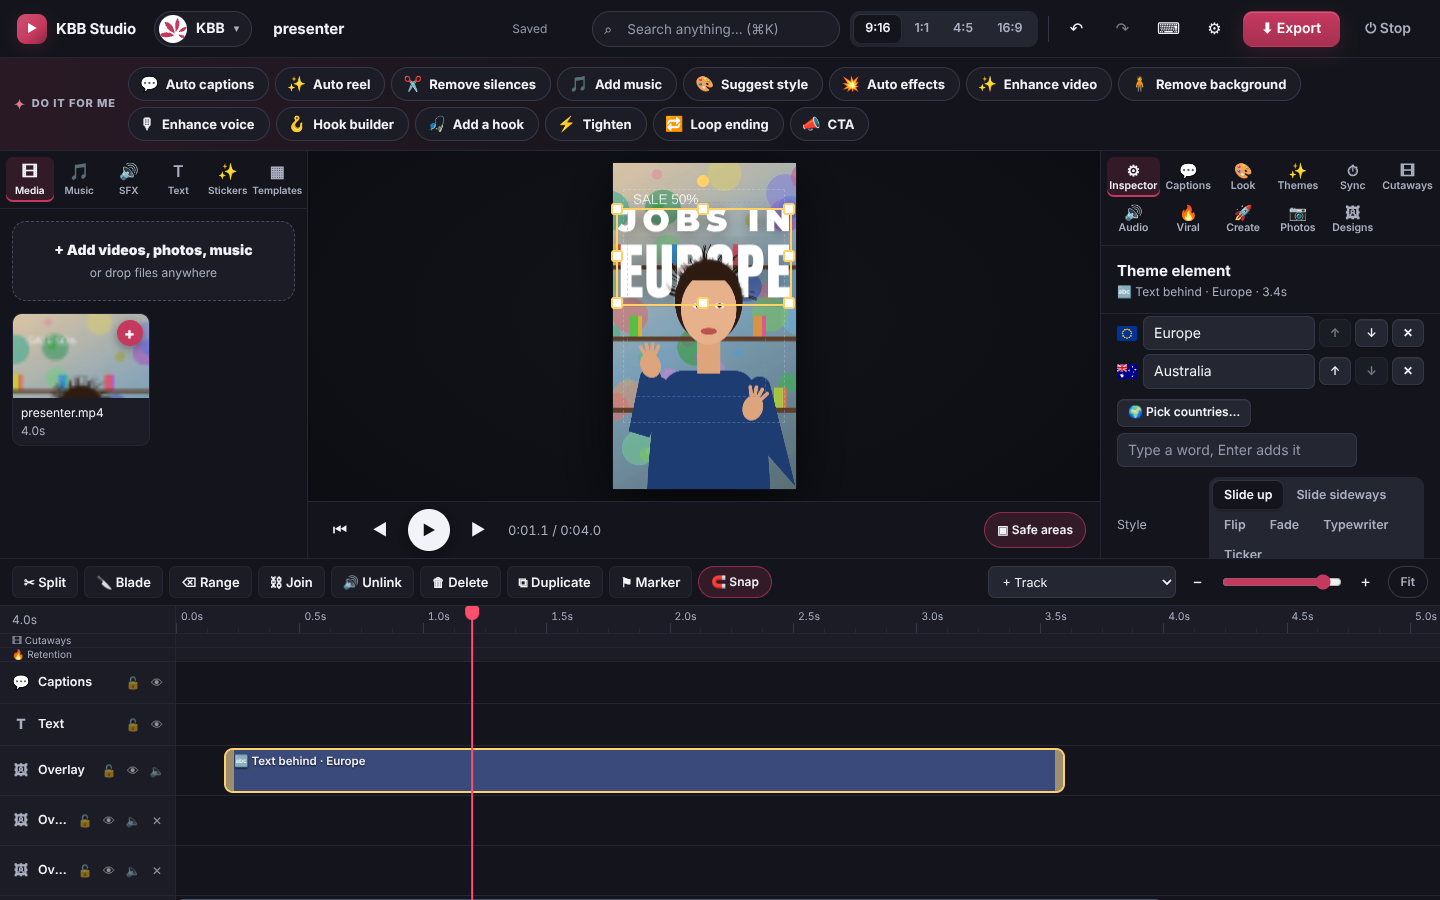 KBB Studio
KBB
presenter
Saved
Search anything... (⌘K)
9:16
1:1
4:5
16:9
Export
Stop
DO IT FOR ME
Auto captions
Auto reel
Remove silences
Add music
Suggest style
Auto effects
Enhance video
Remove background
Enhance voice
Hook builder
Add a hook
Tighten
Loop ending
CTA
Media
Music
SFX
Text
Stickers
Templates
+ Add videos, photos, music
or drop files anywhere
presenter.mp4
4.0s
SALE 50%
JOBS IN
EUROPE
0:01.1 / 0:04.0
Safe areas
Inspector
Captions
Look
Themes
Sync
Cutaways
Audio
Viral
Create
Photos
Designs
Theme element
Text behind · Europe · 3.4s
Europe
Australia
Pick countries...
Type a word, Enter adds it
Style
Slide up
Slide sideways
Flip
Fade
Typewriter
Ticker
Split
Blade
Range
Join
Unlink
Delete
Duplicate
Marker
Snap
+ Track
Fit
4.0s
0.0s
0.5s
1.0s
1.5s
2.0s
2.5s
3.0s
3.5s
4.0s
4.5s
5.0s
Cutaways
Retention
Captions
Text
Overlay
Text behind · Europe
Ov...
Ov...